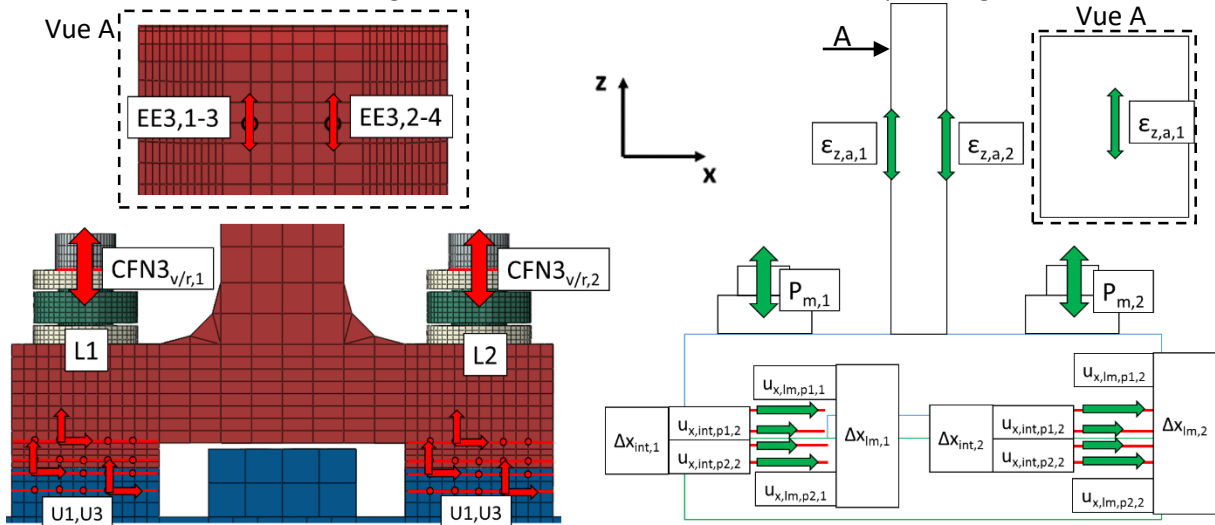 Vue A
EE3,1-3
EE3,2-4
CFN3v/r,1
CFN3v/r,2
L1
L2
U1,U3
U1,U3
z
x
A
Vue A
εz,a,1
εz,a,2
εz,a,1
Pm,1
Pm,2
ux,lm,p1,1
ux,lm,p1,2
Δxint,1
ux,int,p1,2
ux,int,p2,2
Δxlm,1
Δxint,2
ux,int,p1,2
ux,int,p2,2
Δxlm,2
ux,lm,p2,1
ux,lm,p2,2